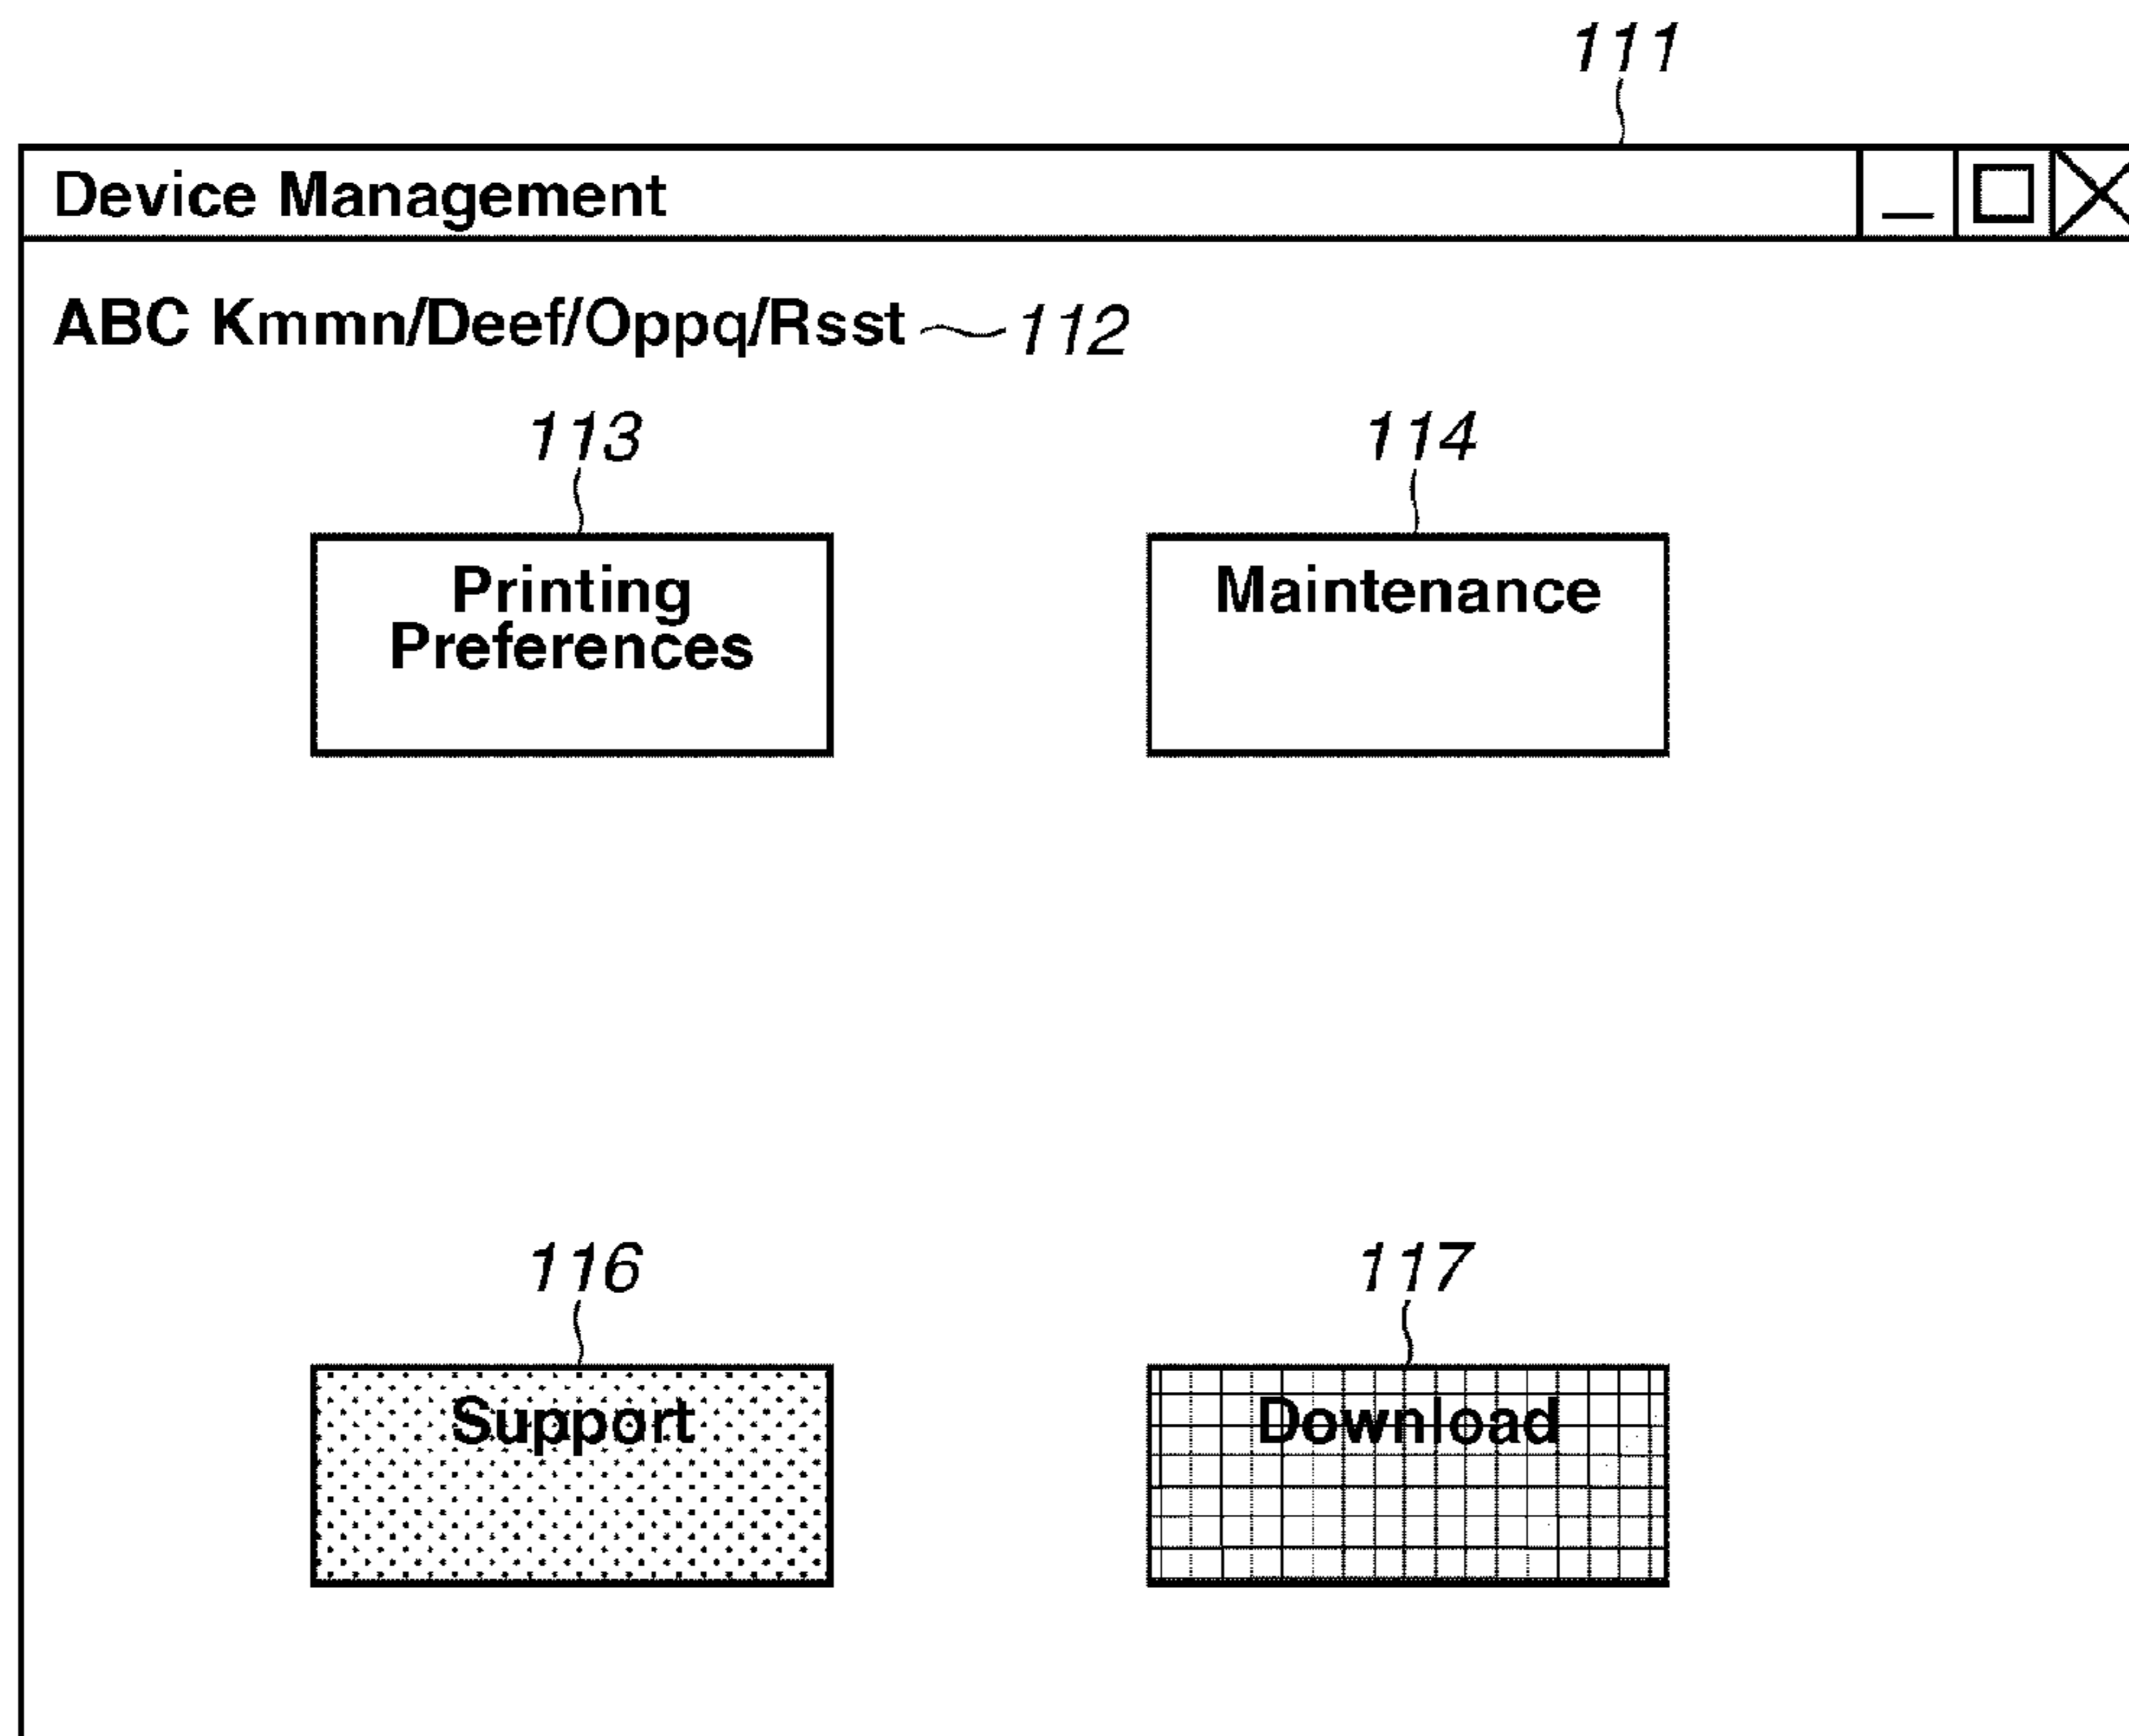 111
Device Management
ABC Kmmn/Deef/Oppq/Rsst 112
113
114
Printing
Preferences
Maintenance
116
117
Support
Download